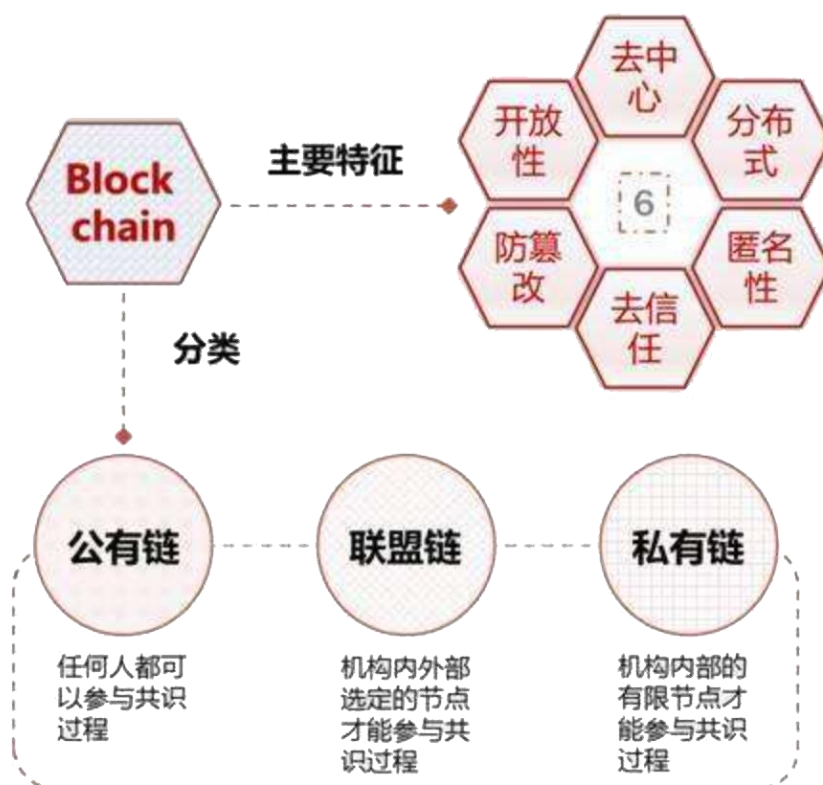 Block
chain
主要特征
去中
心
开放
性
分布
式
6
防篡
改
匿名
性
去信
任
分类
公有链
联盟链
私有链
任何人都可
以参与共识
过程
机构内外部
选定的节点
才能参与共
识过程
机构内部的
有限节点才
能参与共识
过程